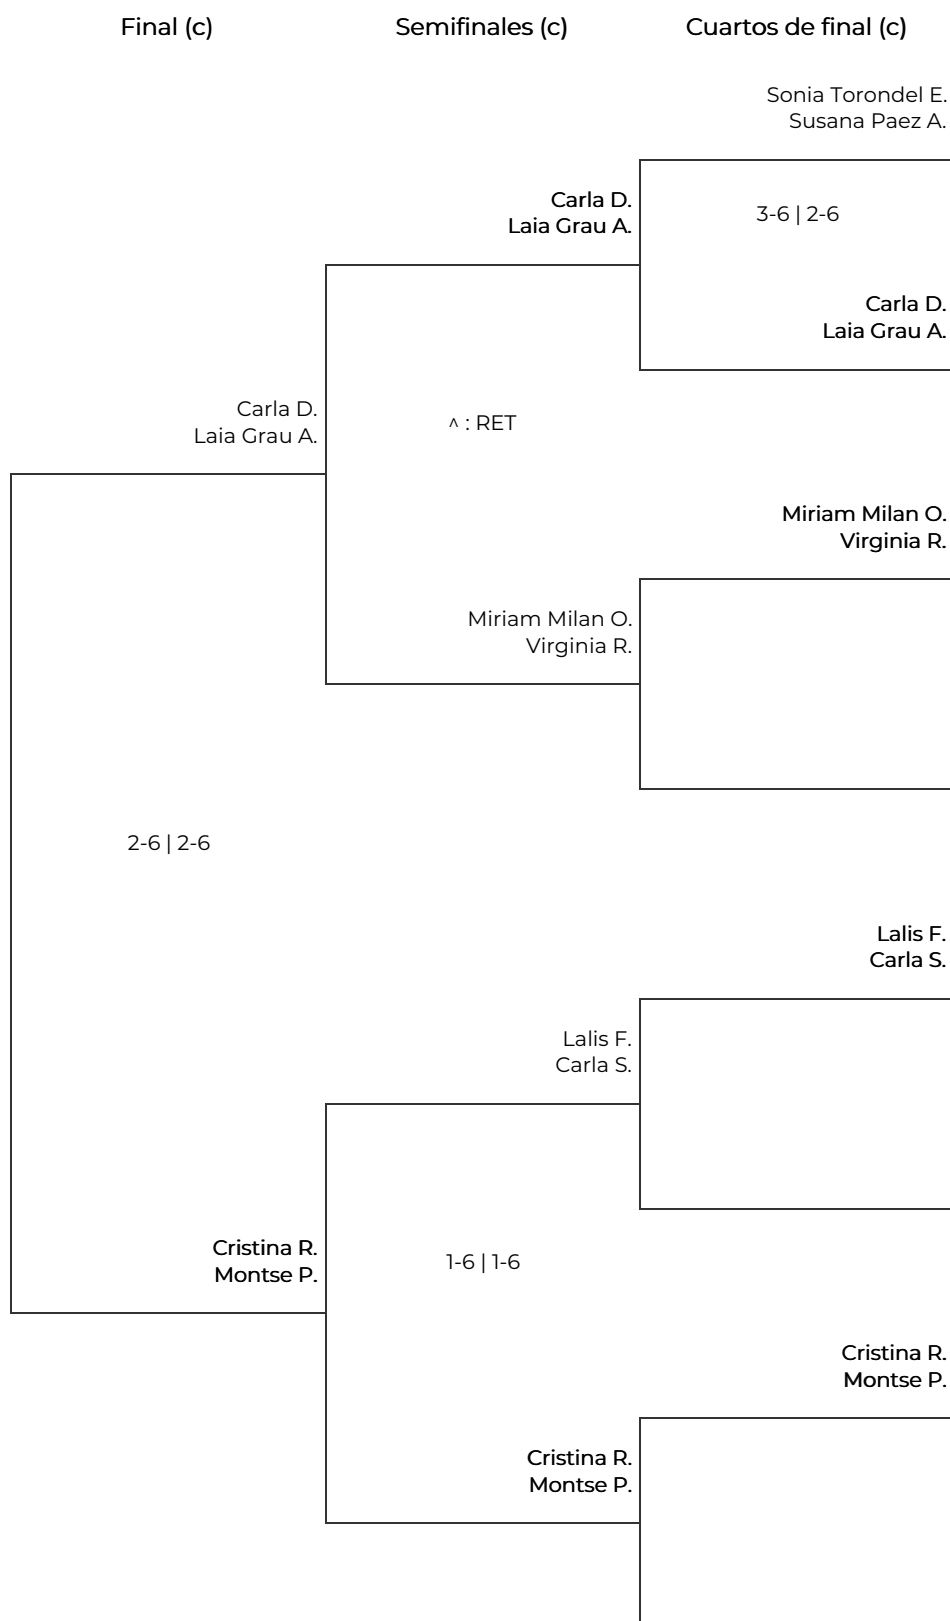 Final (c)
Semifinales (c)
Cuartos de final (c)
Sonia Torondel E.
Susana Paez A.
Carla D.
Laia Grau A.
3-6 | 2-6
Carla D.
Laia Grau A.
Carla D.
Laia Grau A.
^ : RET
Miriam Milan O.
Virginia R.
Miriam Milan O.
Virginia R.
2-6 | 2-6
Lalis F.
Carla S.
Lalis F.
Carla S.
Cristina R.
Montse P.
1-6 | 1-6
Cristina R.
Montse P.
Cristina R.
Montse P.